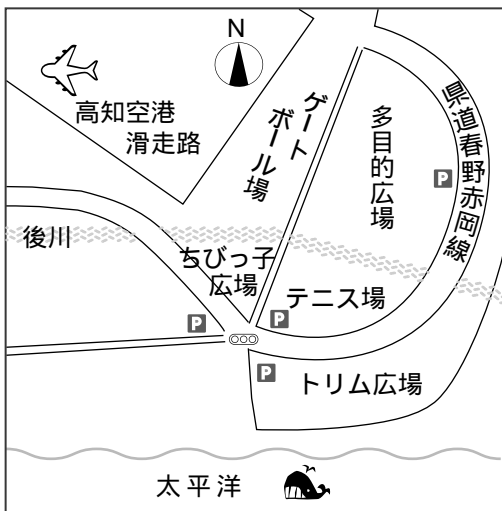 N
高知空港
滑走路
ゲート
ボール場
多目的広場
県道春野赤岡線
P
後川
ちびっ子
広場
テニス場
P
P
P
トリム広場
太平洋